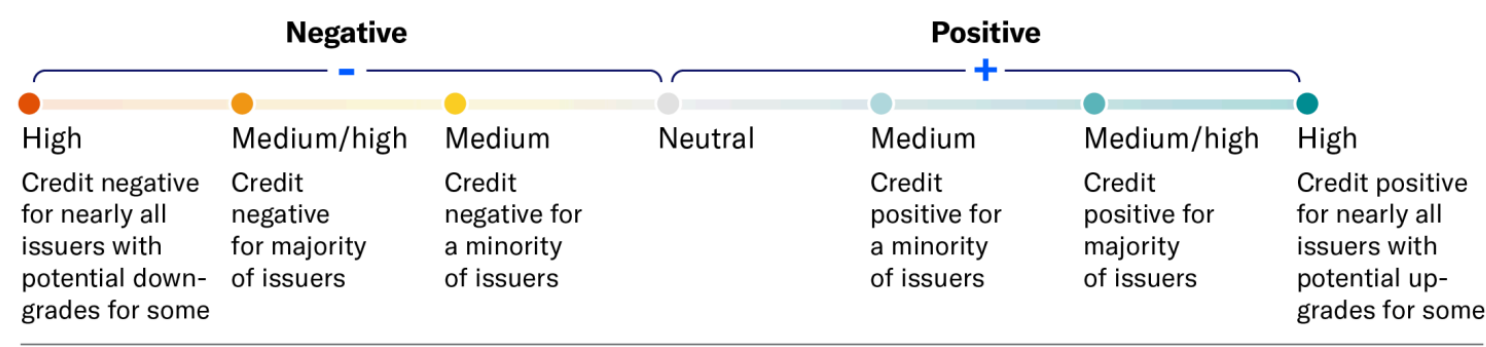 Negative
Positive
-
+
High
Medium/high
Medium
Neutral
Medium
Medium/high
High
Credit negative
for nearly all
issuers with
potential down-
grades for some
Credit
negative
for majority
of issuers
Credit
negative for
a minority
of issuers
Credit
positive for
a minority
of issuers
Credit
positive for
majority
of issuers
Credit positive
for nearly all
issuers with
potential up-
grades for some